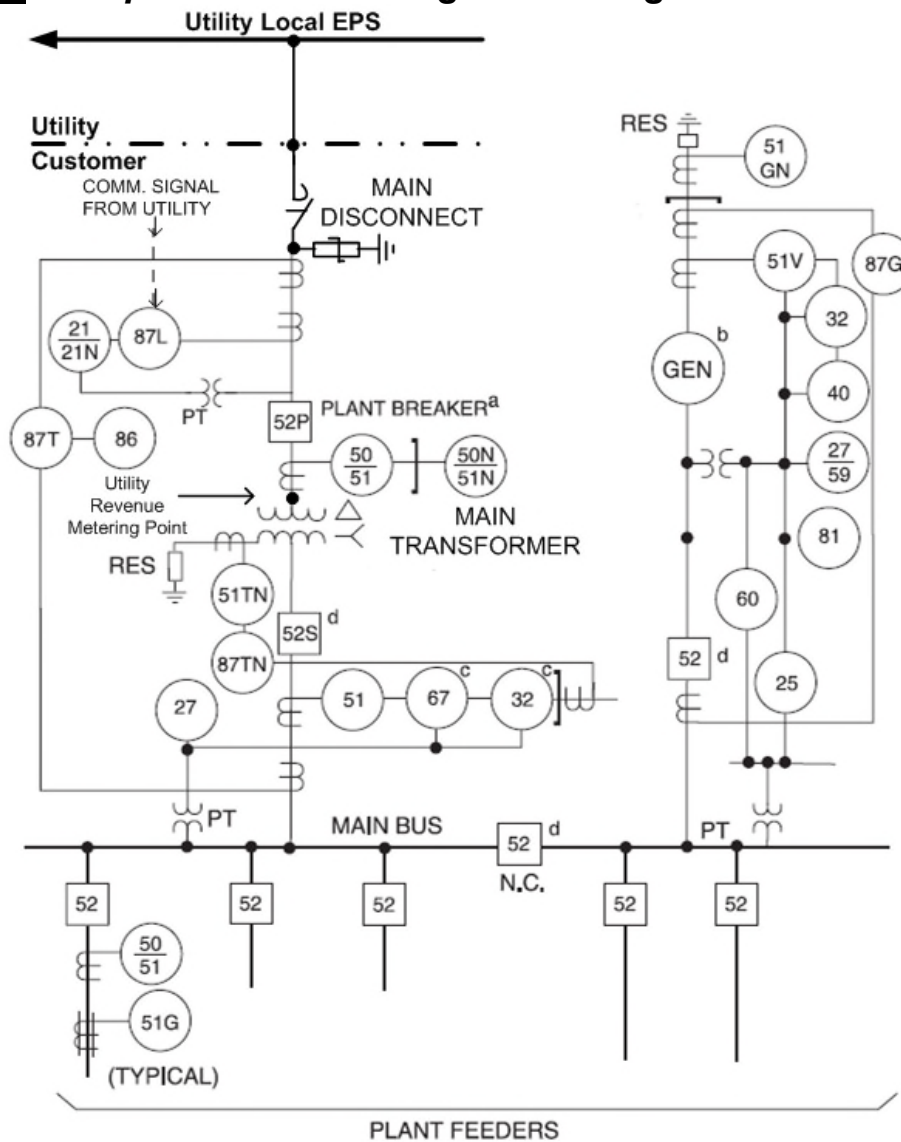 Utility Local EPS
Utility
Customer
COMM. SIGNAL
FROM UTILITY
MAIN
DISCONNECT
21
21N
87L
PT
52P
PLANT BREAKER a
87T
86
50
51
50N
51N
Utility
Revenue
Metering Point
MAIN
TRANSFORMER
RES
51TN
52S
d
87TN
27
51
67
c
32
c
PT
MAIN BUS
52
d
N.C.
RES
51
GN
51V
87G
32
GEN
b
40
27
59
81
60
52
d
25
PT
52
52
52
52
52
50
51
51G
(TYPICAL)
PLANT FEEDERS